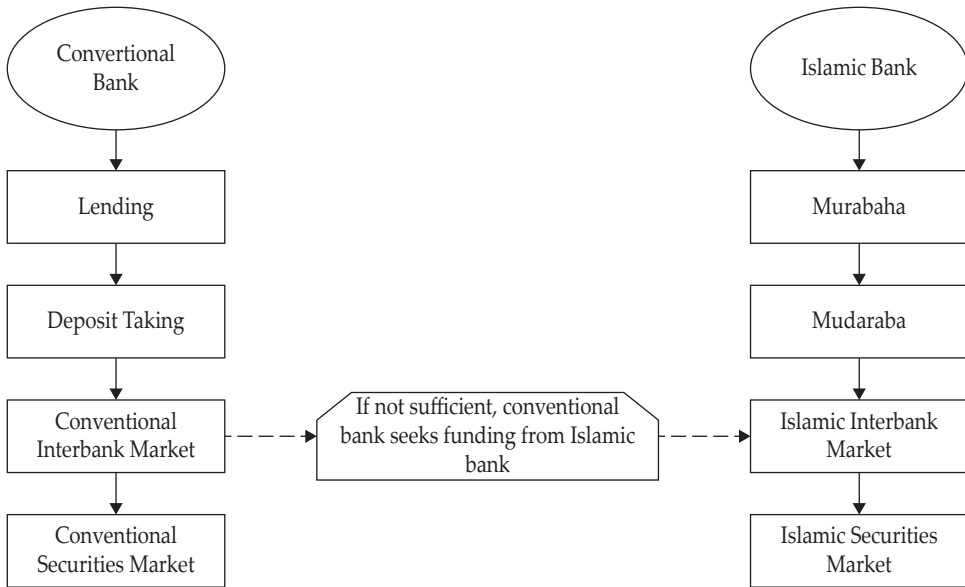 Convertional
Bank
Islamic Bank
Lending
Murabaha
Deposit Taking
Mudaraba
Conventional
Interbank Market
If not sufficient, conventional
bank seeks funding from Islamic
bank
Islamic Interbank
Market
Conventional
Securities Market
Islamic Securities
Market